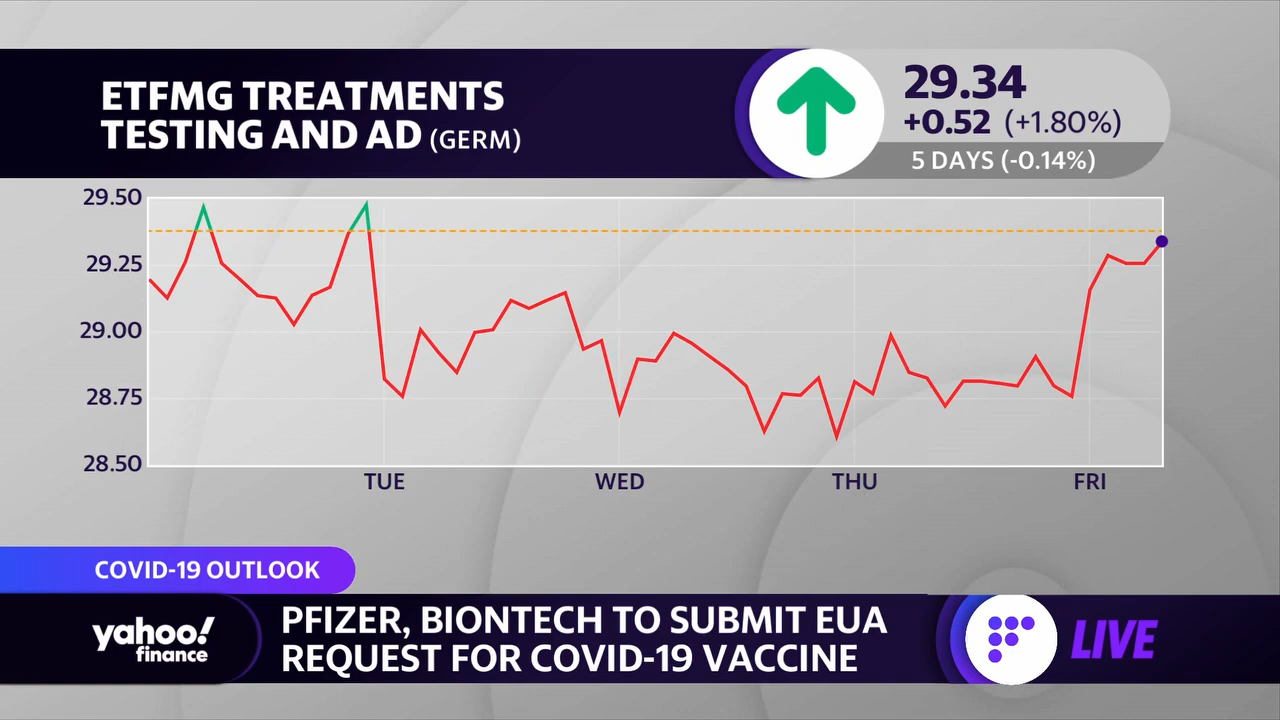 ETFMG TREATMENTS
TESTING AND AD (GERM)
29.34
+0.52 (+1.80%)
5 DAYS (-0.14%)
29.50
29.25
29.00
28.75
28.50
TUE WED THU FRI
COVID-19 OUTLOOK
yahoo!
finance
PFIZER, BIONTECH TO SUBMIT EUA
REQUEST FOR COVID-19 VACCINE
LIVE